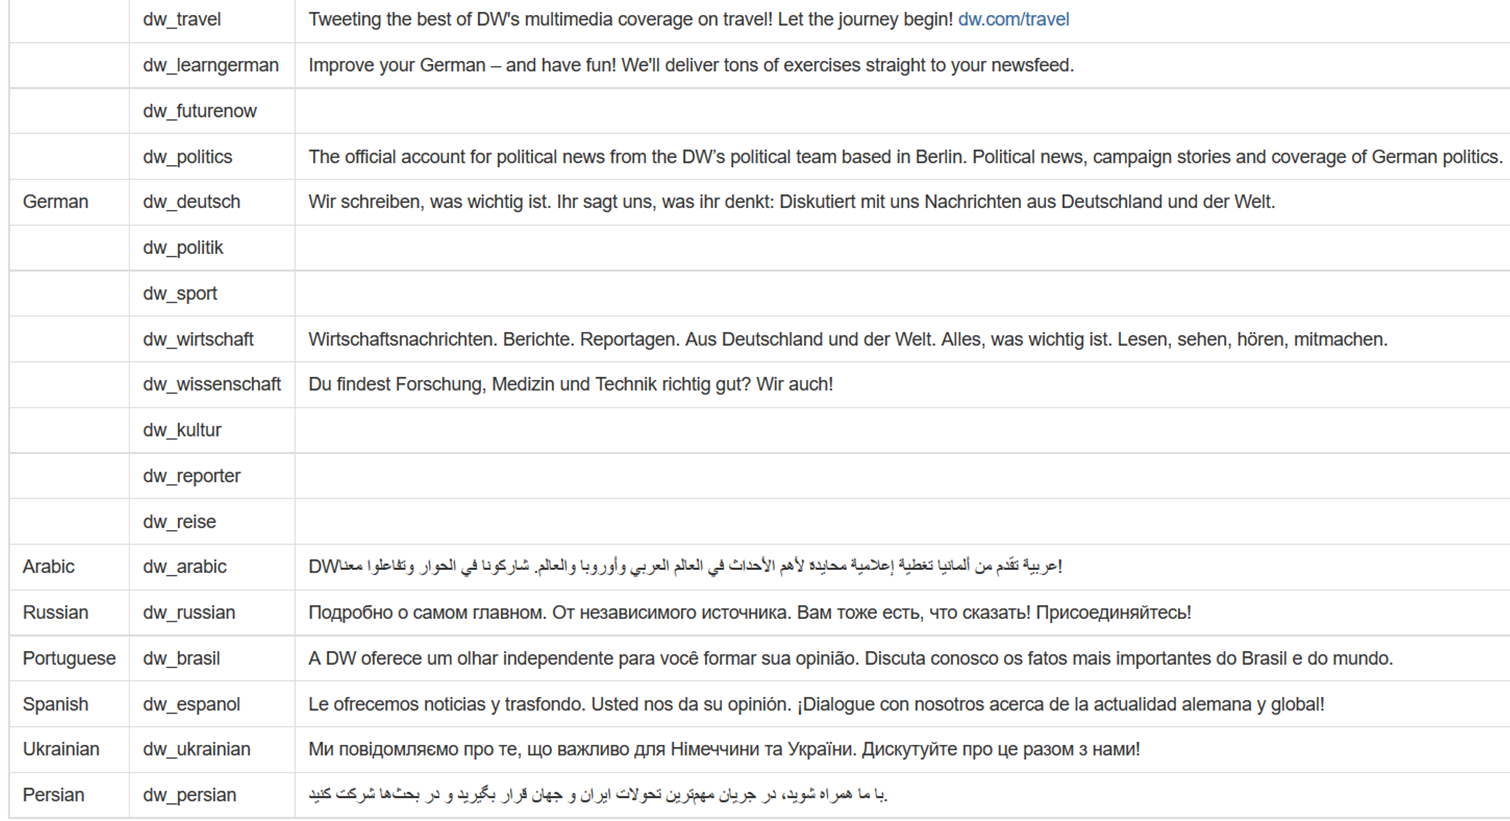 dw_travel Tweeting the best of DW's multimedia coverage on travel! Let the journey begin! dw.com/travel
dw_learngerman Improve your German – and have fun! We'll deliver tons of exercises straight to your newsfeed.
dw_futurenow
dw_politics The official account for political news from the DW’s political team based in Berlin. Political news, campaign stories and coverage of German politics.
German dw_deutsch Wir schreiben, was wichtig ist. Ihr sagt uns, was ihr denkt: Diskutiert mit uns Nachrichten aus Deutschland und der Welt.
dw_politik
dw_sport
dw_wirtschaft Wirtschaftsnachrichten. Berichte. Reportagen. Aus Deutschland und der Welt. Alles, was wichtig ist. Lesen, sehen, hören, mitmachen.
dw_wissenschaft Du findest Forschung, Medizin und Technik richtig gut? Wir auch!
dw_kultur
dw_reporter
dw_reise
Arabic dw_arabic DWعربية تقدّم من ألمانيا تغطية إعلامية محايدة لأهم الأحداث في العالم العربي وأوروبا والعالم. شاركونا في الحوار وتفاعلوا معنا!
Russian dw_russian Подробно о самом главном. От независимого источника. Вам тоже есть, что сказать! Присоединяйтесь!
Portuguese dw_brasil A DW oferece um olhar independente para você formar sua opinião. Discuta conosco os fatos mais importantes do Brasil e do mundo.
Spanish dw_espanol Le ofrecemos noticias y trasfondo. Usted nos da su opinión. ¡Dialogue con nosotros acerca de la actualidad alemana y global!
Ukrainian dw_ukrainian Ми повідомляємо про те, що важливо для Німеччини та України. Дискутуйте про це разом з нами!
Persian dw_persian با ما همراه شوید، در جریان مهم‌ترین تحولات ایران و جهان قرار بگیرید و در بحث‌ها شرکت کنید.